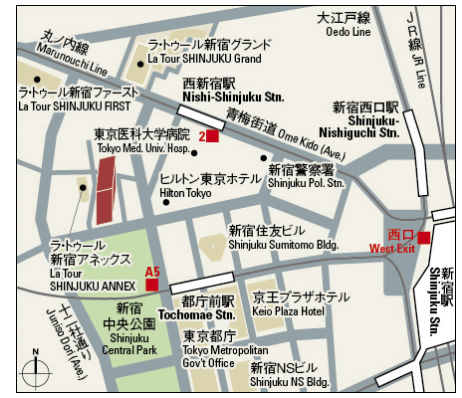 大江戸線
Oedo Line
JR線 JR Line
丸ノ内線
Marunouchi Line
ラ・トゥール新宿グランド
La Tour SHINJUKU Grand
西新宿駅
Nishi-Shinjuku Stn.
ラ・トゥール新宿ファースト
La Tour SHINJUKU FIRST
青梅街道 Ome Kido (Ave.)
新宿西口駅
Shinjuku-
Nishiguchi Stn.
東京医科大学病院
Tokyo Med. Univ. Hosp.
2
ヒルトン東京ホテル
Hilton Tokyo
新宿警察署
Shinjuku Pol. Stn.
ラ・トゥール
新宿アネックス
La Tour
SHINJUKU ANNEX
新宿住友ビル
Shinjuku Sumitomo Bldg.
西口
West Exit
A5
新宿駅
Shinjuku Stn.
十二社通り
Juniso Dori (Ave.)
新宿
中央公園
Shinjuku
Central Park
都庁前駅
Tochomae Stn.
京王プラザホテル
Keio Plaza Hotel
東京都庁
Tokyo Metropolitan
Gov't Office
新宿NSビル
Shinjuku NS Bldg.
N